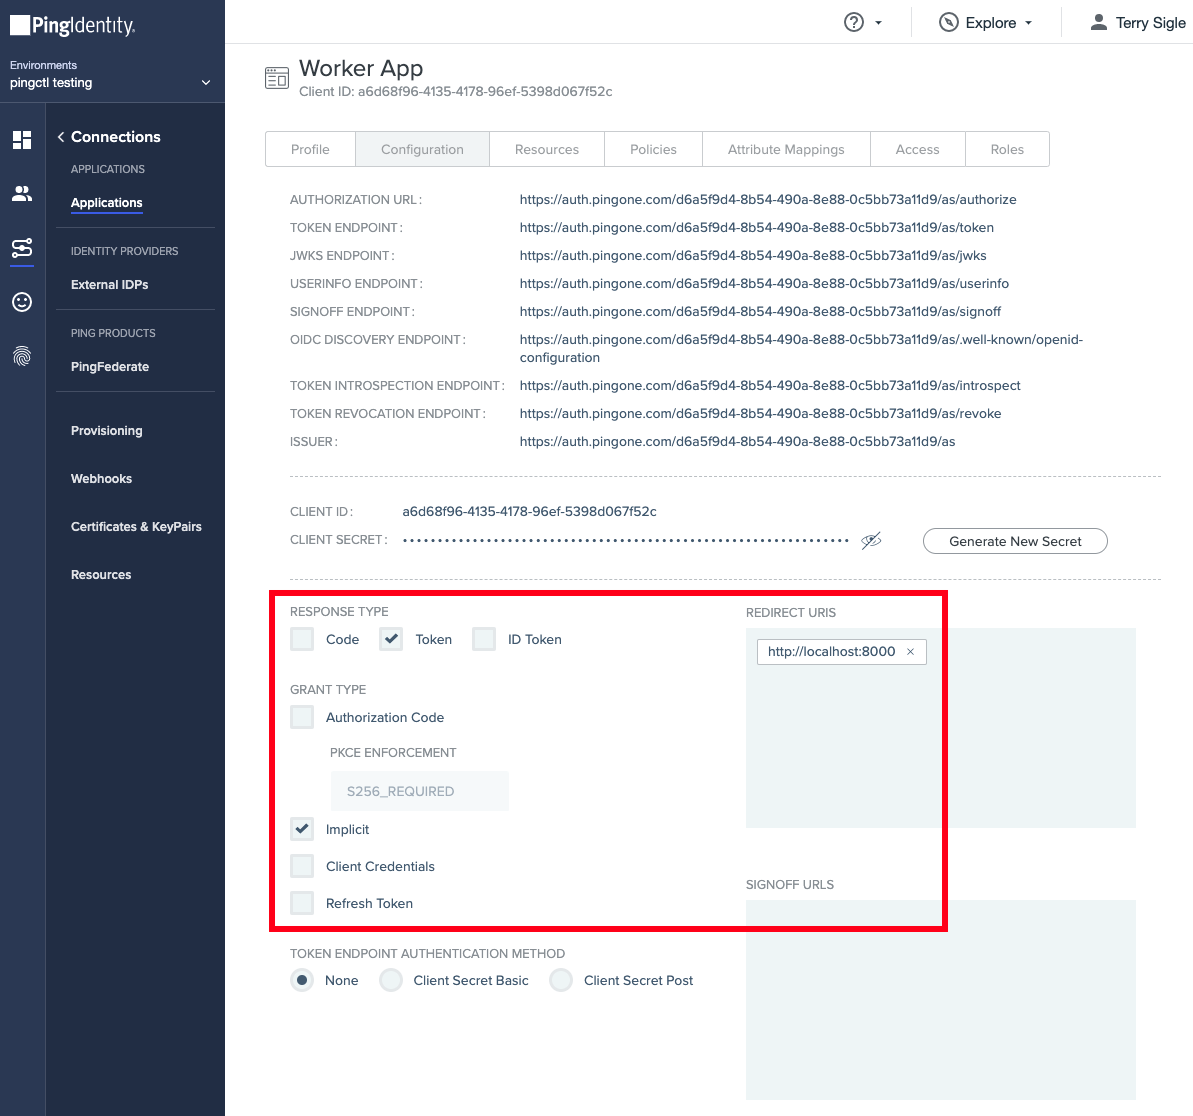 PingIdentity.
Environments
pingctl testing
Explore
Terry Sigle
Connections
APPLICATIONS
Applications
IDENTITY PROVIDERS
External IDPs
PING PRODUCTS
PingFederate
Provisioning
Webhooks
Certificates & KeyPairs
Resources
Worker App
Client ID: a6d68f96-4135-4178-96ef-5398d067f52c
Profile
Configuration
Resources
Policies
Attribute Mappings
Access
Roles
AUTHORIZATION URL: https://auth.pingone.com/d6a5f9d4-8b54-490a-8e88-0c5bb73a11d9/as/authorize
TOKEN ENDPOINT: https://auth.pingone.com/d6a5f9d4-8b54-490a-8e88-0c5bb73a11d9/as/token
JWKS ENDPOINT: https://auth.pingone.com/d6a5f9d4-8b54-490a-8e88-0c5bb73a11d9/as/jwks
USERINFO ENDPOINT: https://auth.pingone.com/d6a5f9d4-8b54-490a-8e88-0c5bb73a11d9/as/userinfo
SIGNOFF ENDPOINT: https://auth.pingone.com/d6a5f9d4-8b54-490a-8e88-0c5bb73a11d9/as/signoff
OIDC DISCOVERY ENDPOINT: https://auth.pingone.com/d6a5f9d4-8b54-490a-8e88-0c5bb73a11d9/as/.well-known/openid-
configuration
TOKEN INTROSPECTION ENDPOINT: https://auth.pingone.com/d6a5f9d4-8b54-490a-8e88-0c5bb73a11d9/as/introspect
TOKEN REVOCATION ENDPOINT: https://auth.pingone.com/d6a5f9d4-8b54-490a-8e88-0c5bb73a11d9/as/revoke
ISSUER: https://auth.pingone.com/d6a5f9d4-8b54-490a-8e88-0c5bb73a11d9/as
CLIENT ID: a6d68f96-4135-4178-96ef-5398d067f52c
CLIENT SECRET:
Generate New Secret
RESPONSE TYPE
Code
Token
ID Token
GRANT TYPE
Authorization Code
PKCE ENFORCEMENT
S256_REQUIRED
Implicit
Client Credentials
Refresh Token
REDIRECT URIS
http://localhost:8000 ×
SIGNOFF URLS
TOKEN ENDPOINT AUTHENTICATION METHOD
None
Client Secret Basic
Client Secret Post